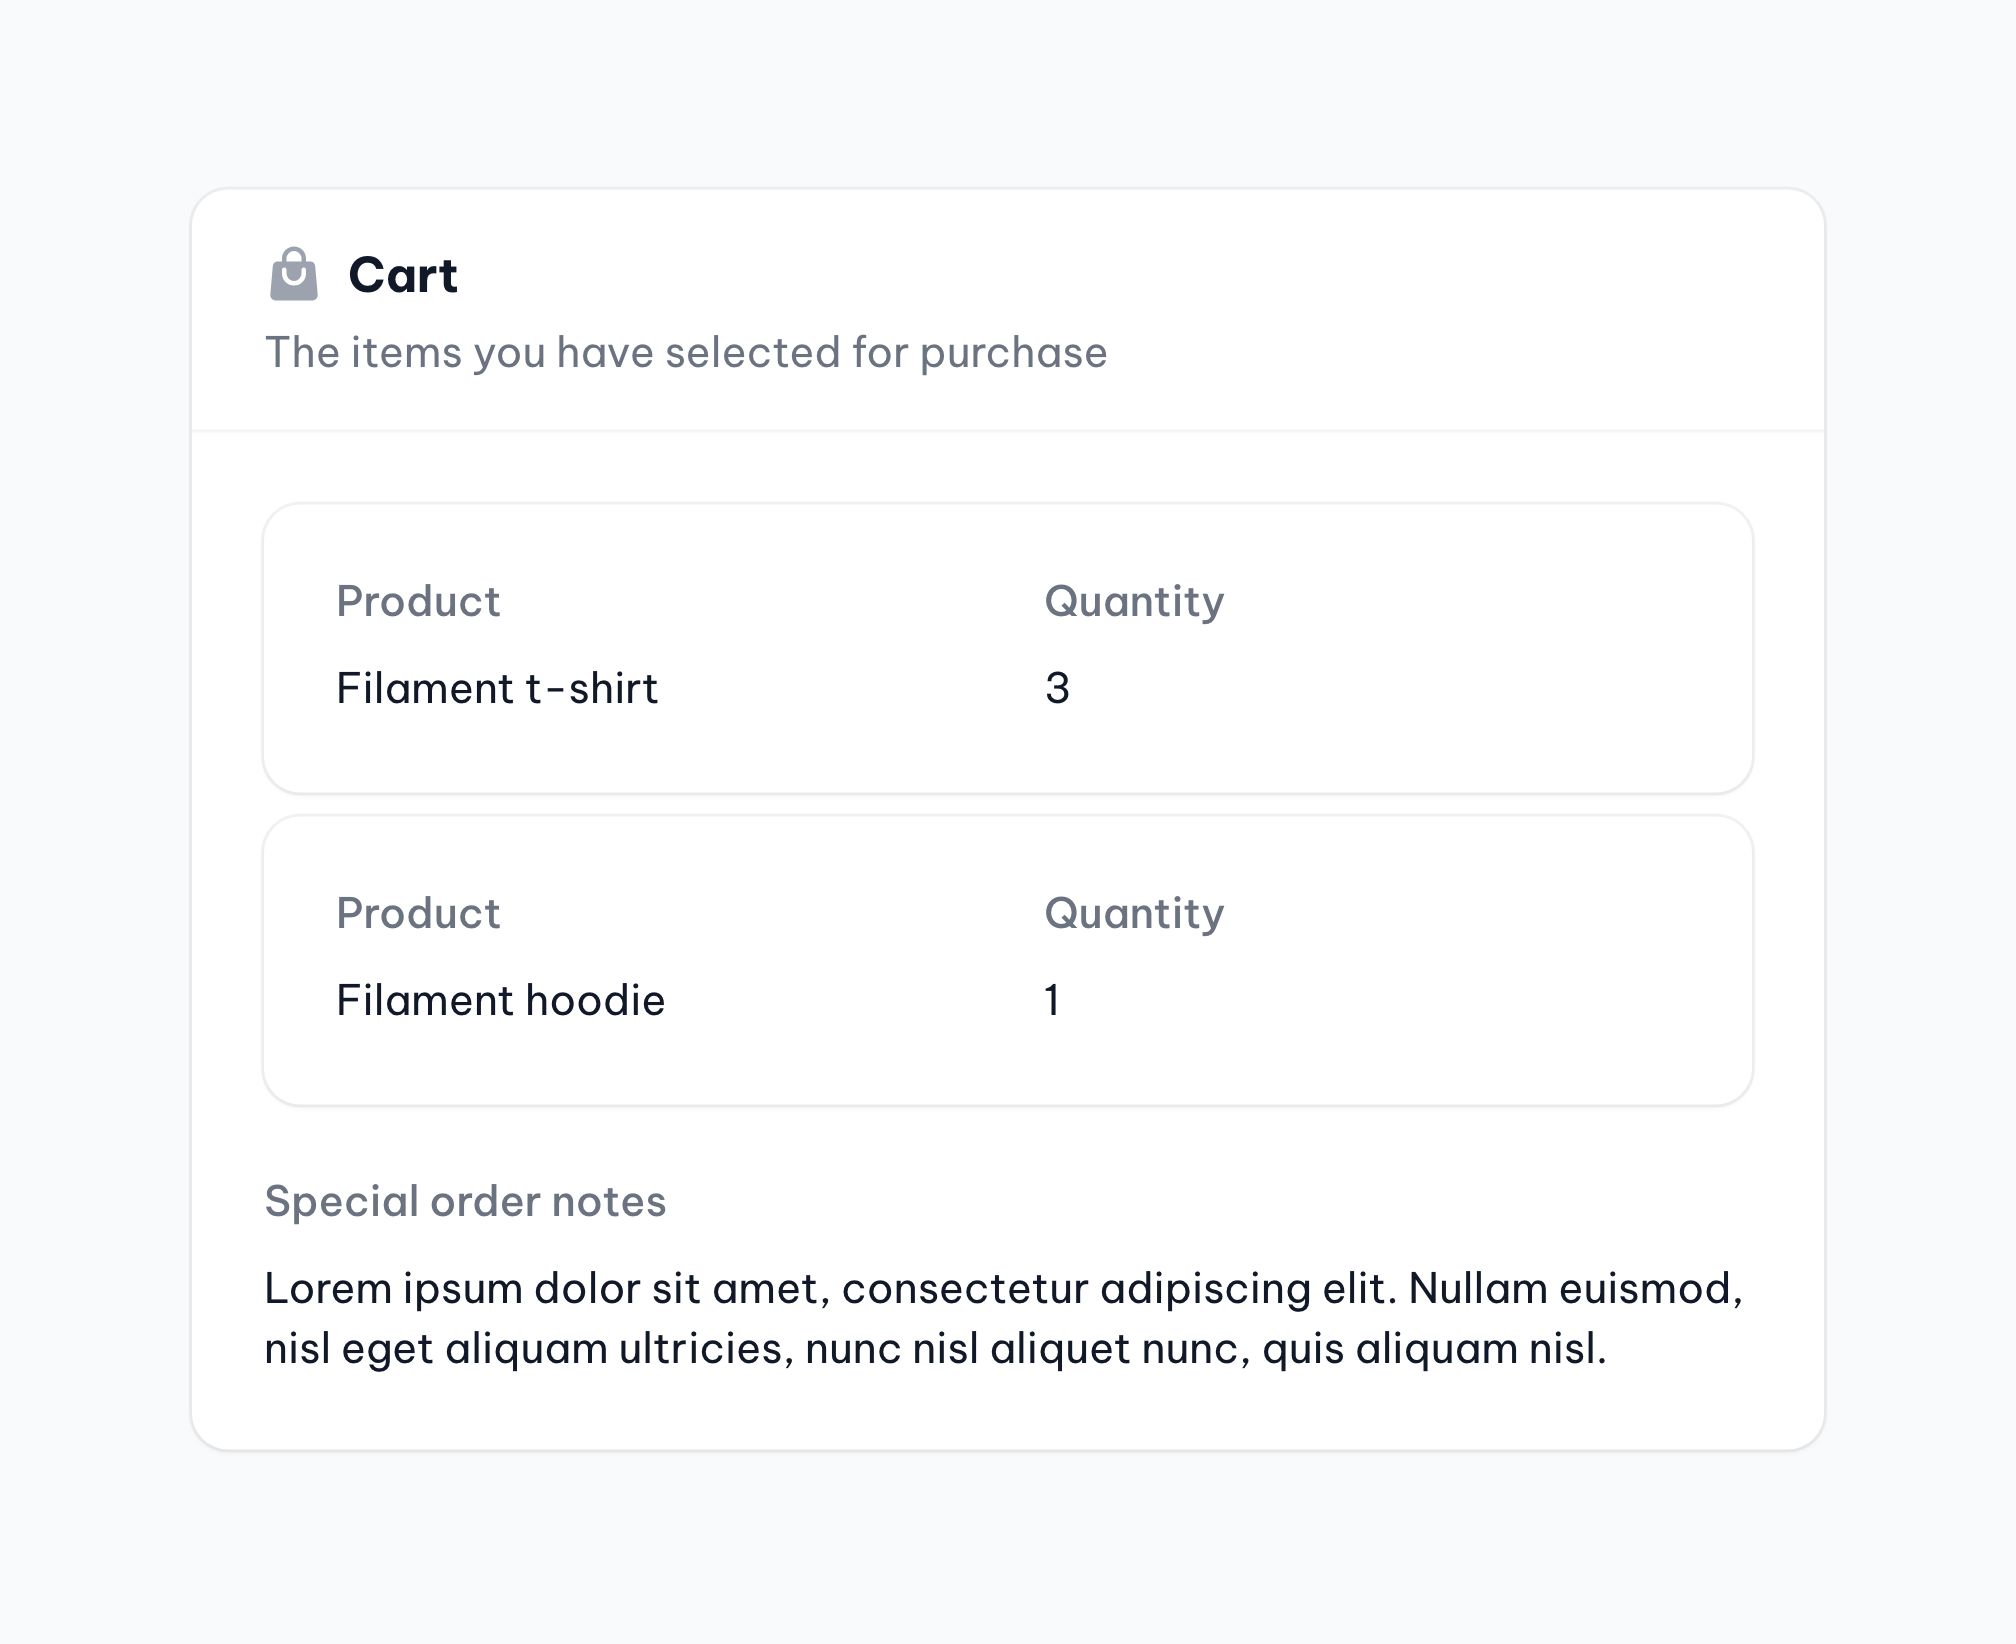 Cart
The items you have selected for purchase
Product Quantity
Filament t-shirt 3
Product Quantity
Filament hoodie 1
Special order notes
Lorem ipsum dolor sit amet, consectetur adipiscing elit. Nullam euismod,
nisl eget aliquam ultricies, nunc nisl aliquet nunc, quis aliquam nisl.